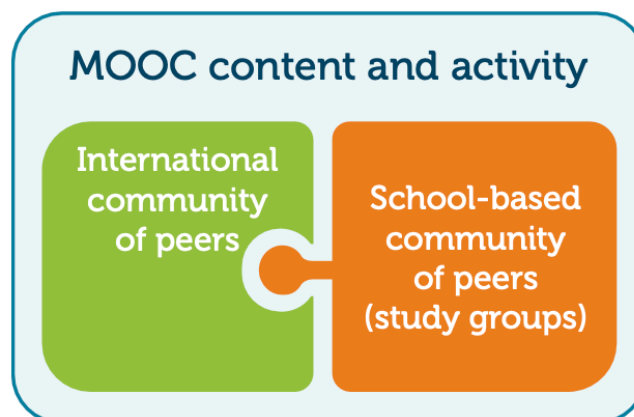 MOOC content and activity
International
community
of peers
School-based
community
of peers
(study groups)